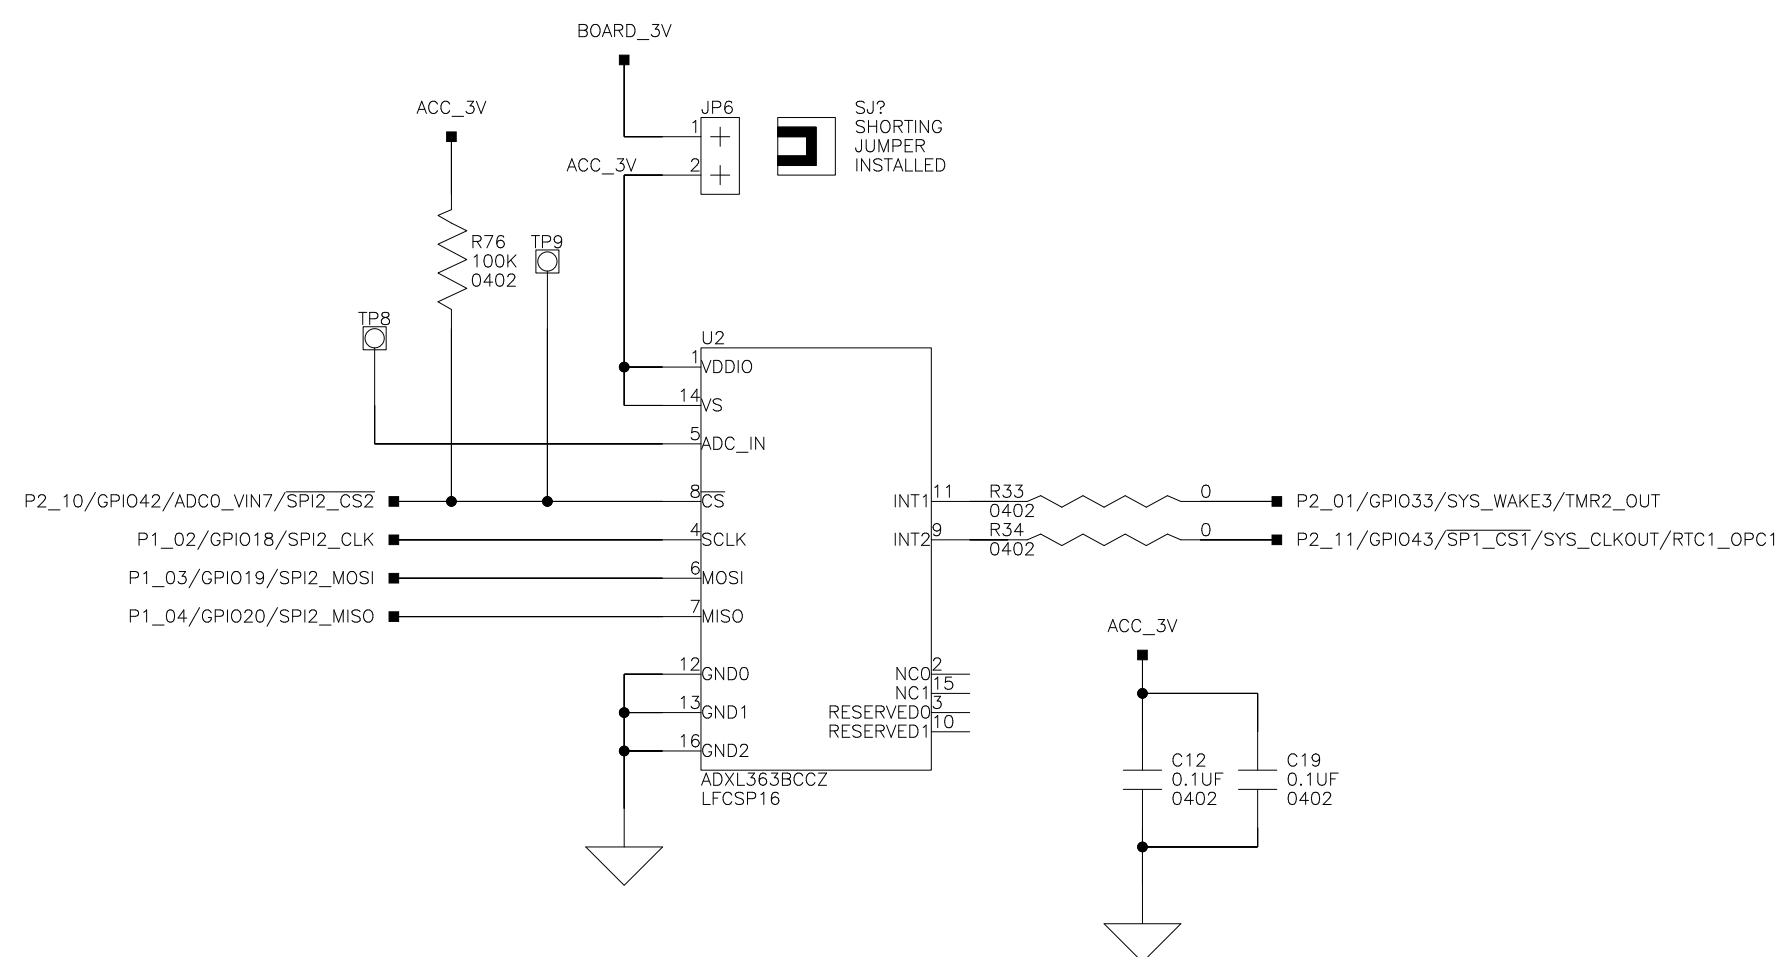 BOARD_3V
ACC_3V
JP6
1
2
ACC_3V
SJ?
SHORTING
JUMPER
INSTALLED
R76
100K
0402
TP9
TP8
U2
1
VDDIO
14
VS
5
ADC_IN
P2_10/GPIO42/ADC0_VIN7/SPI2_CS2
8
CS
P1_02/GPIO18/SPI2_CLK
4
SCLK
P1_03/GPIO19/SPI2_MOSI
6
MOSI
P1_04/GPIO20/SPI2_MISO
7
MISO
12
GND0
13
GND1
16
GND2
INT1
11
R33
0402
0
P2_01/GPIO33/SYS_WAKE3/TMR2_OUT
INT2
9
R34
0402
0
P2_11/GPIO43/SP1_CS1/SYS_CLKOUT/RTC1_OPC1
NC0
2
NC1
15
RESERVED0
3
RESERVED1
10
ADXL363BCCZ
LFCSP16
ACC_3V
C12
0.1UF
0402
C19
0.1UF
0402